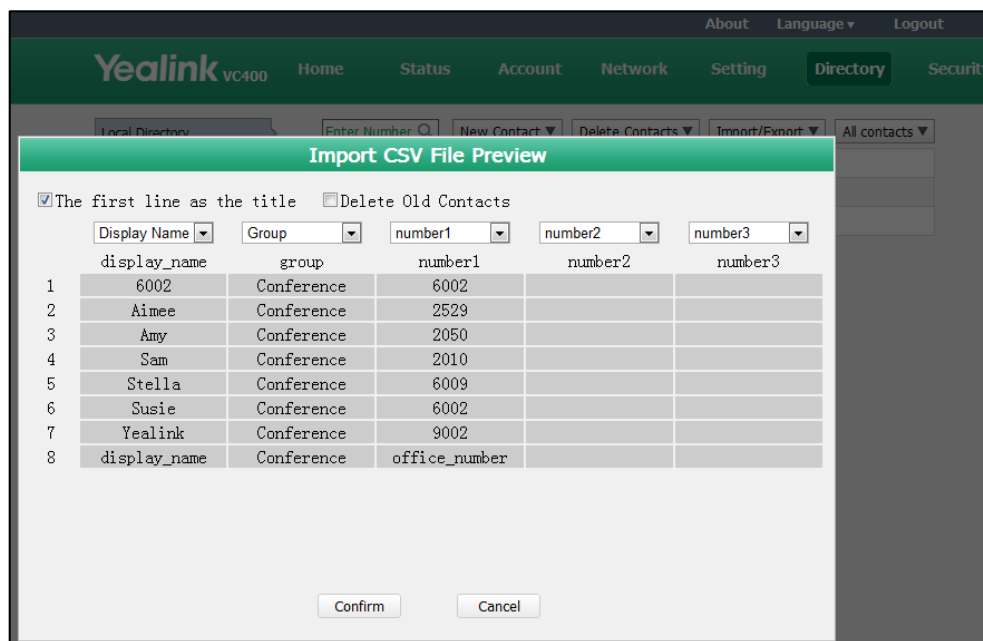 About Language ▾ Logout
Yealink VC400 Home Status Account Network Setting Directory Securit
Local Directory Enter Number New Contact ▼ Delete Contacts ▼ Import/Export ▼ All contacts ▼
Import CSV File Preview
The first line as the title Delete Old Contacts
Display Name Group number1 number2 number3
display_name group number1 number2 number3
1 6002 Conference 6002
2 Aimee Conference 2529
3 Amy Conference 2050
4 Sam Conference 2010
5 Stella Conference 6009
6 Susie Conference 6002
7 Yealink Conference 9002
8 display_name Conference office_number
Confirm Cancel